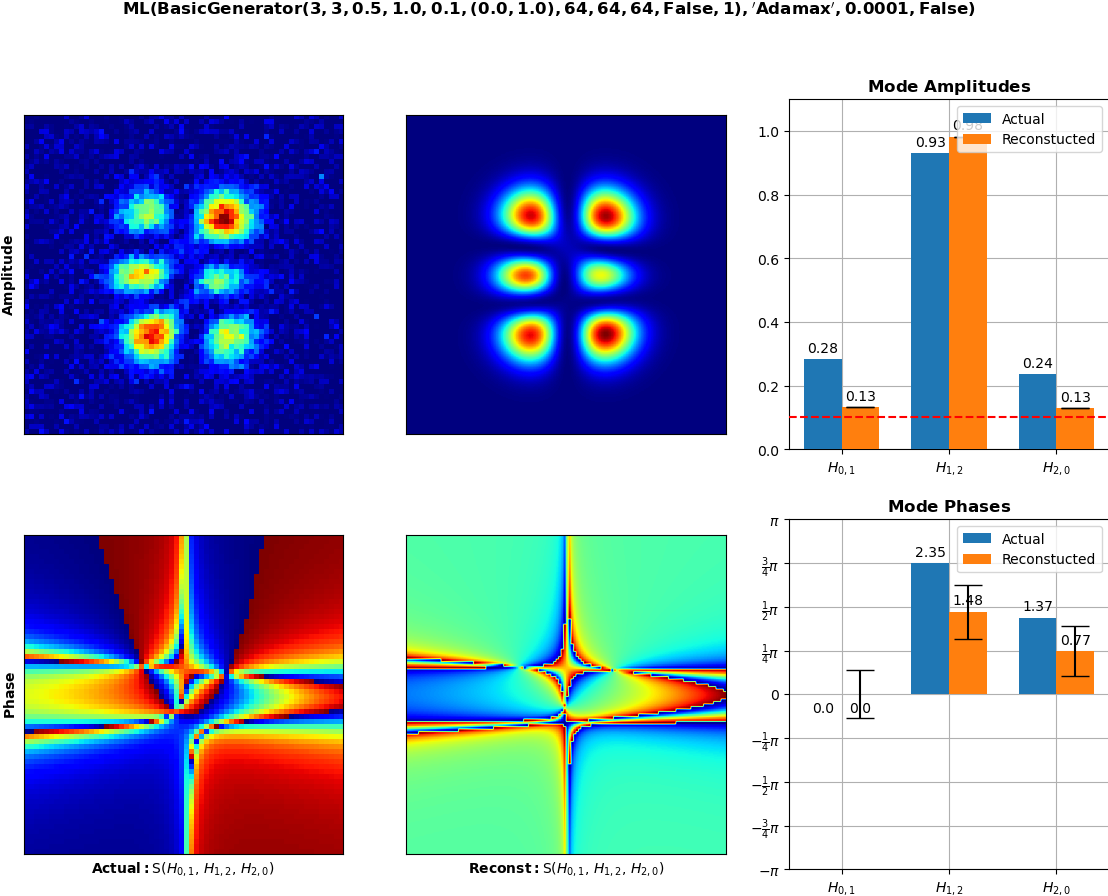 ML(BasicGenerator(3, 3, 0.5, 1.0, 0.1, (0.0, 1.0), 64, 64, 64, False, 1), 'Adamax', 0.0001, False)
Mode Amplitudes
Amplitude
1.0
0.8
0.6
0.4
0.2
0.0
0.28
0.13
0.93
0.98
0.24
0.13
Actual
Reconstucted
H0,1
H1,2
H2,0
Phase
Actual: S(H0,1, H1,2, H2,0)
Reconst: S(H0,1, H1,2, H2,0)
Mode Phases
π
3/4π
1/2π
1/4π
0
−1/4π
−1/2π
−3/4π
−π
0.0
0.0
2.35
1.48
1.37
0.77
Actual
Reconstucted
H0,1
H1,2
H2,0